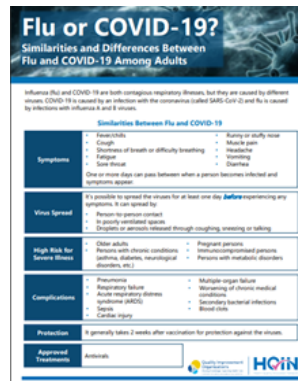 Flu or COVID-19?
Similarities and Differences Between
Flu and COVID-19 Among Adults
Influenza (flu) and COVID-19 are both contagious respiratory illnesses, but they are caused by different
viruses. COVID-19 is caused by an infection with the coronavirus (called SARS-CoV-2) and flu is caused
by infections with influenza A and B viruses.
Similarities Between Flu and COVID-19
Symptoms
• Fever/chills
• Cough
• Shortness of breath or difficulty breathing
• Fatigue
• Sore throat
• Runny or stuffy nose
• Muscle pain
• Headache
• Vomiting
• Diarrhea
One or more days can pass between when a person becomes infected and
symptoms appear.
Virus Spread
It's possible to spread the viruses for at least one day before experiencing any
symptoms. It can spread by:
• Person-to-person contact
• In poorly ventilated spaces
• Droplets or aerosols released through coughing, sneezing or talking
High Risk for
Severe Illness
• Older adults
• Persons with chronic conditions
(asthma, diabetes, neurological
disorders, etc.)
• Pregnant persons
• Immunocompromised persons
• Persons with metabolic disorders
Complications
• Pneumonia
• Respiratory failure
• Acute respiratory distress
syndrome (ARDS)
• Sepsis
• Cardiac injury
• Multiple-organ failure
• Worsening of chronic medical
conditions
• Secondary bacterial infections
• Blood clots
Protection
It generally takes 2 weeks after vaccination for protection against the viruses.
Approved
Treatments
Antivirals
Quality Improvement
Organizations
HQIN